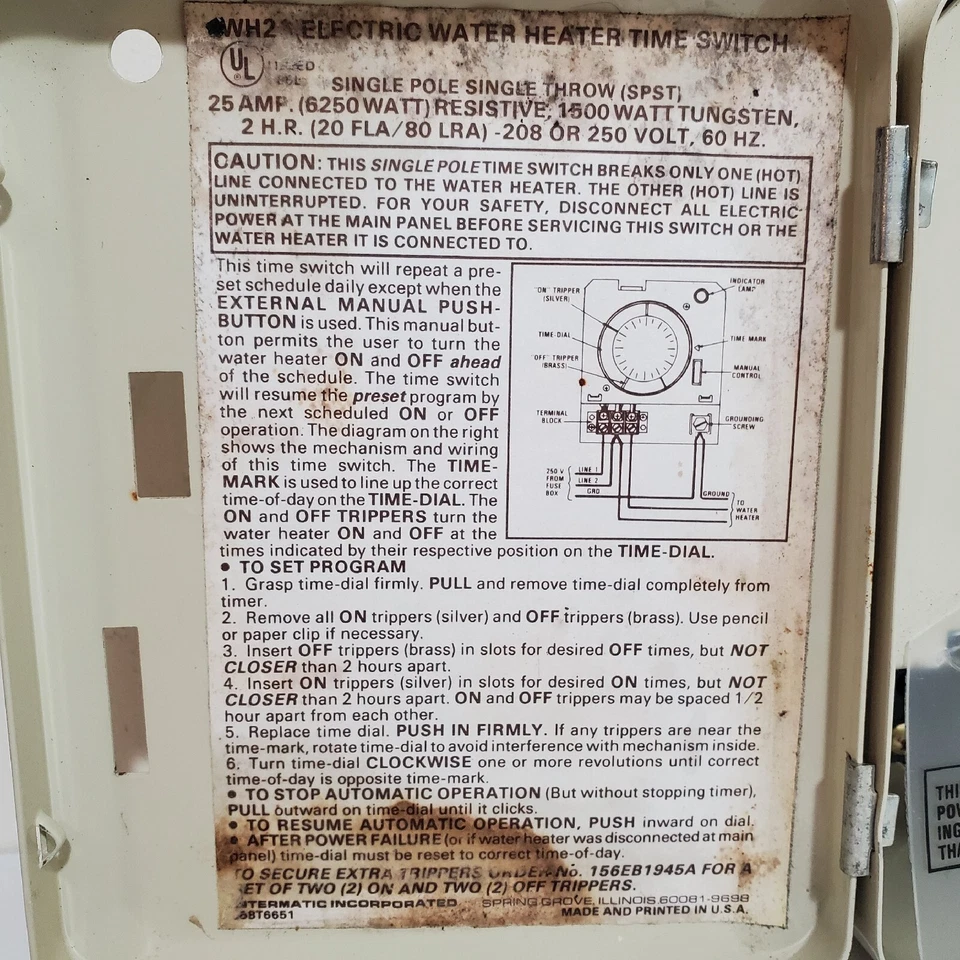 WH2 ELECTRIC WATER HEATER TIME SWITCH
UL
SINGLE POLE SINGLE THROW (SPST)
25 AMP. (6250 WATT) RESISTIVE, 1500 WATT TUNGSTEN,
2 H.R. (20 FLA/80 LRA) -208 OR 250 VOLT, 60 HZ.
CAUTION: THIS SINGLE POLE TIME SWITCH BREAKS ONLY ONE (HOT)
LINE CONNECTED TO THE WATER HEATER. THE OTHER (HOT) LINE IS
UNINTERRUPTED. FOR YOUR SAFETY, DISCONNECT ALL ELECTRIC
POWER AT THE MAIN PANEL BEFORE SERVICING THIS SWITCH OR THE
WATER HEATER IT IS CONNECTED TO.
This time switch will repeat a pre-
set schedule daily except when the
EXTERNAL MANUAL PUSH-
BUTTON is used. This manual but-
ton permits the user to turn the
water heater ON and OFF ahead
of the schedule. The time switch
will resume the preset program by
the next scheduled ON or OFF
operation. The diagram on the right
shows the mechanism and wiring
of this time switch. The TIME-
MARK is used to line up the correct
time-of-day on the TIME-DIAL. The
ON and OFF TRIPPERS turn the
water heater ON and OFF at the
times indicated by their respective position on the TIME-DIAL.
"ON" TRIPPER
(SILVER)
TIME-DIAL
"OFF" TRIPPER
(BRASS)
TERMINAL
BLOCK
INDICATOR
LAMP
TIME MARK
MANUAL
CONTROL
GROUNDING
SCREW
250 V
FROM
FUSE
BOX
LINE 1
LINE 2
GRD
GROUND
TO
WATER
HEATER
• TO SET PROGRAM
1. Grasp time-dial firmly. PULL and remove time-dial completely from
timer.
2. Remove all ON trippers (silver) and OFF trippers (brass). Use pencil
or paper clip if necessary.
3. Insert OFF trippers (brass) in slots for desired OFF times, but NOT
CLOSER than 2 hours apart.
4. Insert ON trippers (silver) in slots for desired ON times, but NOT
CLOSER than 2 hours apart. ON and OFF trippers may be spaced 1/2
hour apart from each other.
5. Replace time dial. PUSH IN FIRMLY. If any trippers are near the
time-mark, rotate time-dial to avoid interference with mechanism inside.
6. Turn time-dial CLOCKWISE one or more revolutions until correct
time-of-day is opposite time-mark.
• TO STOP AUTOMATIC OPERATION (But without stopping timer),
PULL outward on time-dial until it clicks.
• TO RESUME AUTOMATIC OPERATION, PUSH inward on dial.
• AFTER POWER FAILURE (or if water heater was disconnected at main
panel) time-dial must be reset to correct time-of-day.
TO SECURE EXTRA TRIPPERS ORDER No. 156EB1945A FOR A
SET OF TWO (2) ON AND TWO (2) OFF TRIPPERS.
INTERMATIC INCORPORATED SPRING GROVE, ILLINOIS 60081-9698
58T6651 MADE AND PRINTED IN U.S.A.